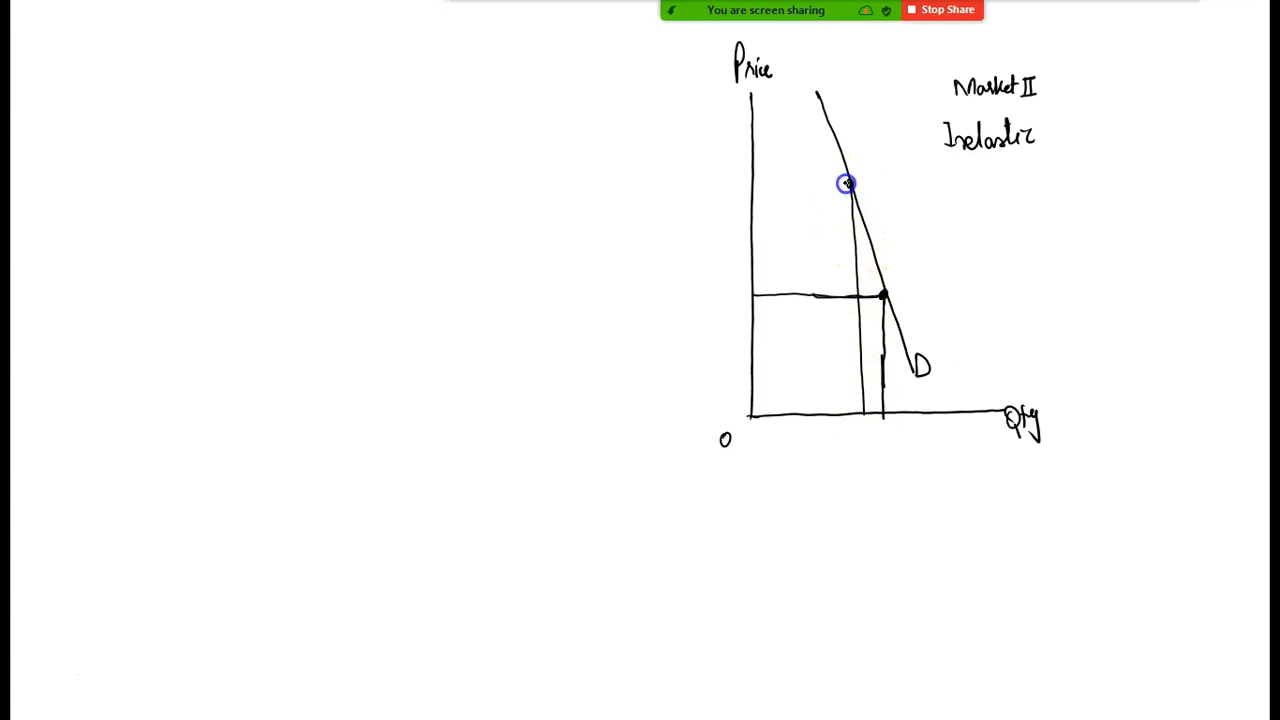 You are screen sharing
Stop Share
Price
Market II
Inelastic
D
Qty
0